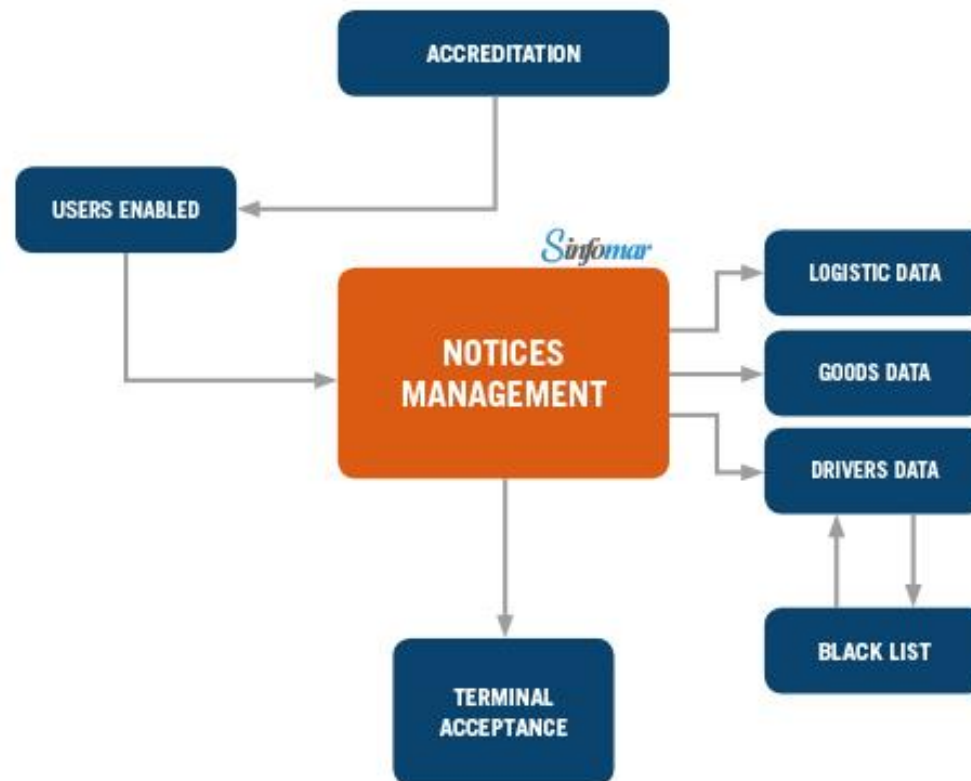 ACCREDITATION
USERS ENABLED
Sinfomar
LOGISTIC DATA
NOTICES
MANAGEMENT
GOODS DATA
DRIVERS DATA
BLACK LIST
TERMINAL
ACCEPTANCE